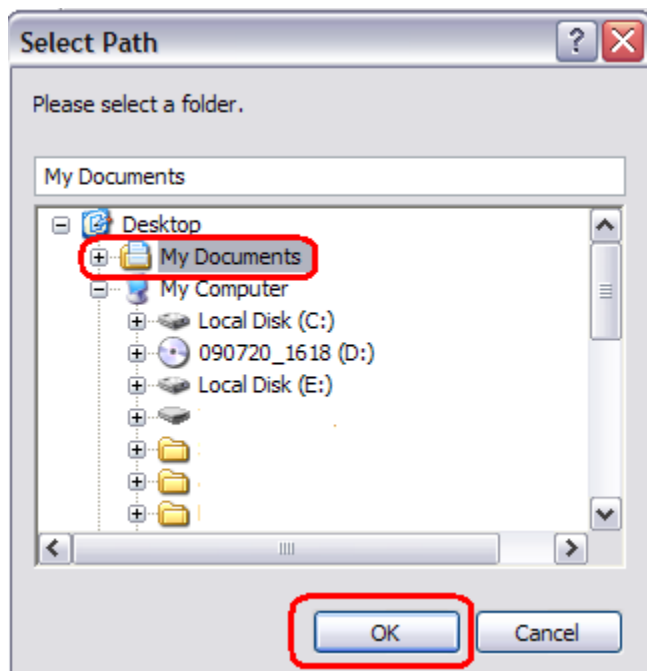 Select Path
Please select a folder.
My Documents
Desktop
My Documents
My Computer
Local Disk (C:)
090720_1618 (D:)
Local Disk (E:)
OK Cancel